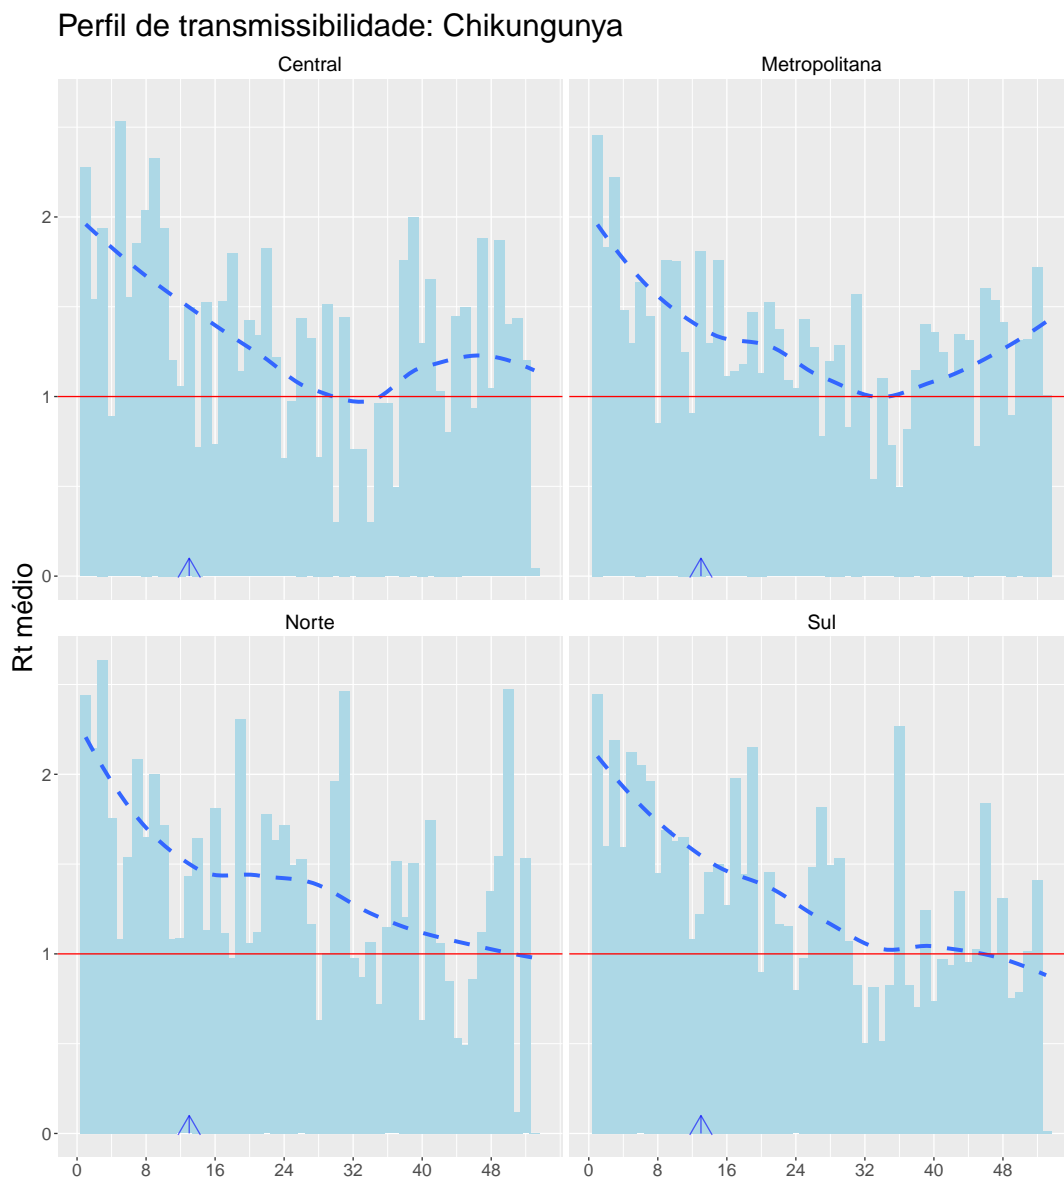 Perfil de transmissibilidade: Chikungunya
Central
Metropolitana
2
1
0
Rt médio
Norte
Sul
2
1
0
0 8 16 24 32 40 48
0 8 16 24 32 40 48